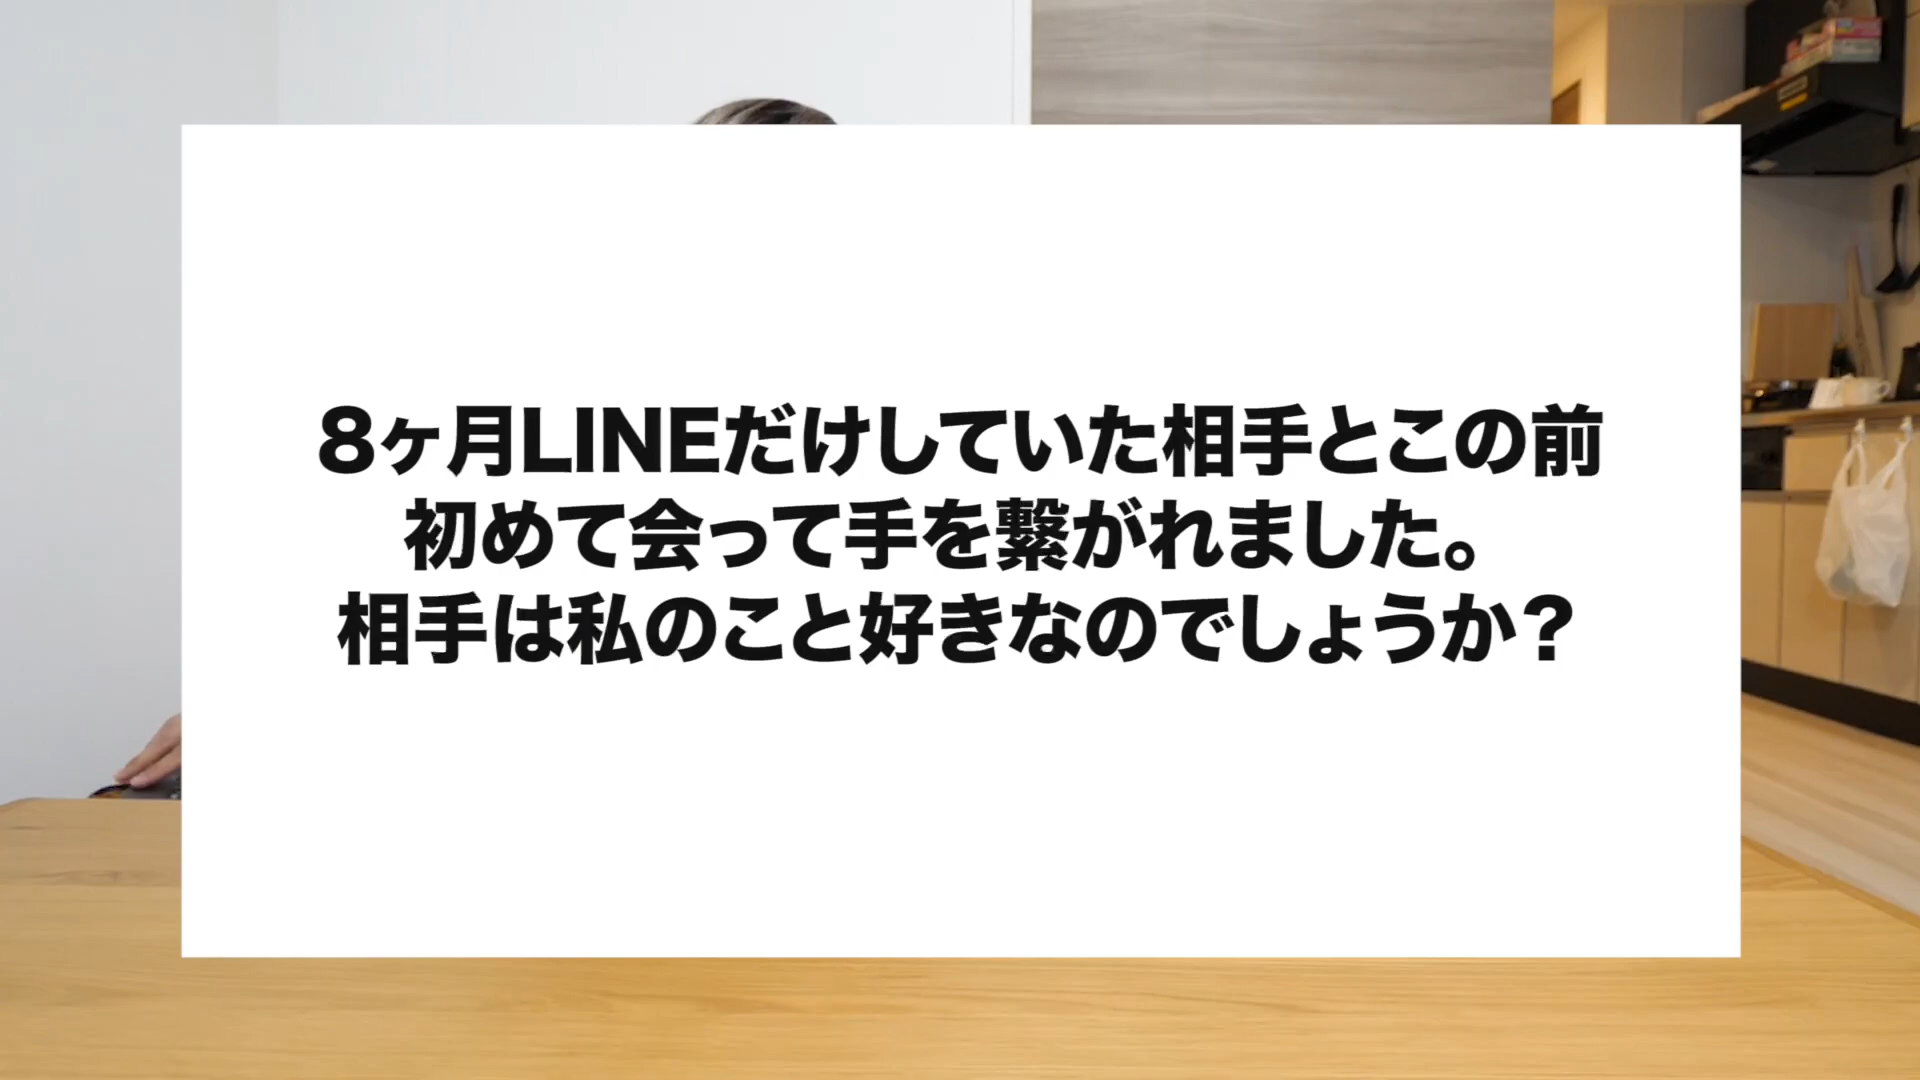 8ヶ月LINEだけしていた相手とこの前
初めて会って手を繋がれました。
相手は私のこと好きなのでしょうか？